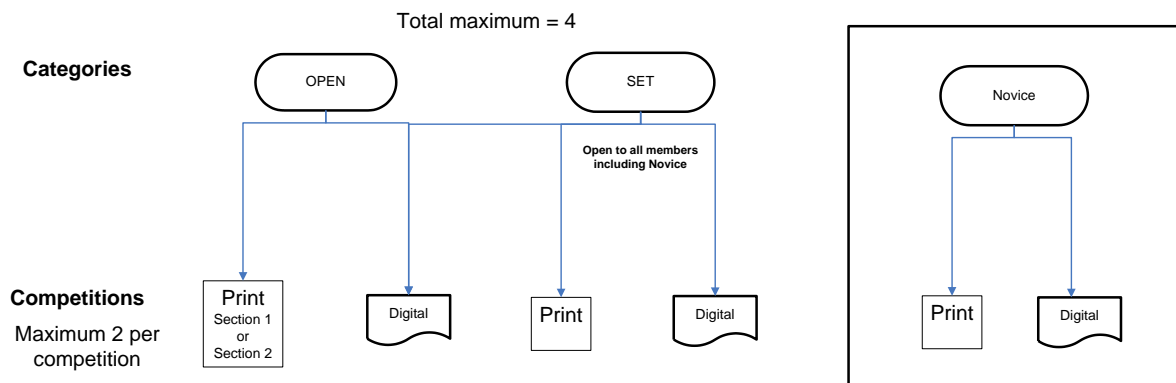 Total maximum = 4
Categories
OPEN
SET
Novice
Open to all members
including Novice
Competitions
Maximum 2 per
competition
Print
Section 1
or
Section 2
Digital
Print
Digital
Print
Digital